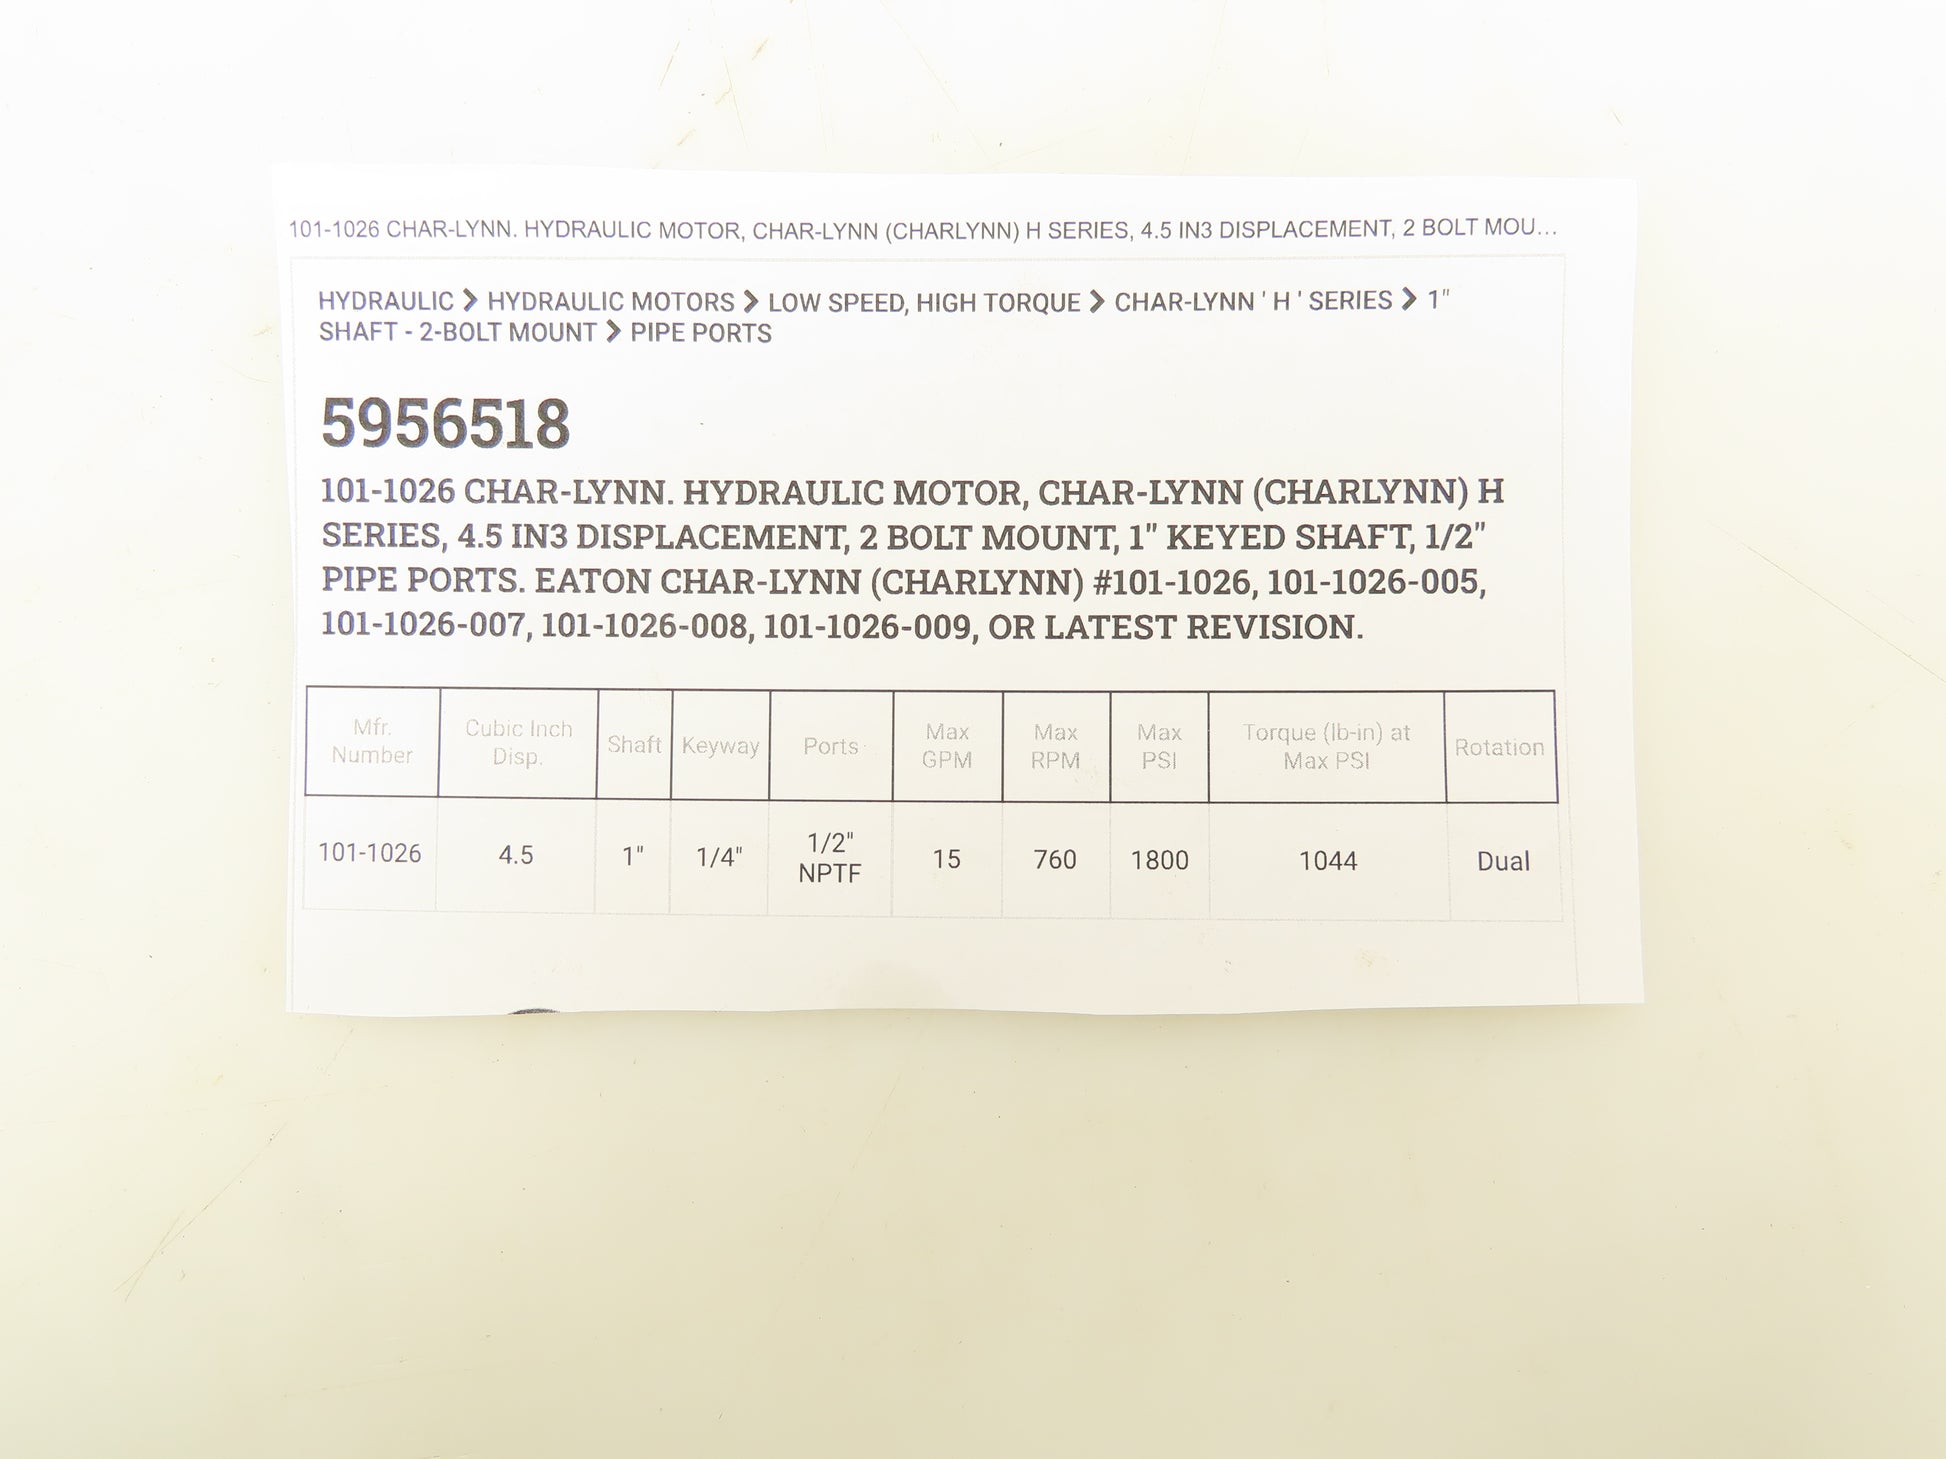 101-1026 CHAR-LYNN. HYDRAULIC MOTOR, CHAR-LYNN (CHARLYNN) H SERIES, 4.5 IN3 DISPLACEMENT, 2 BOLT MOU...
HYDRAULIC > HYDRAULIC MOTORS > LOW SPEED, HIGH TORQUE > CHAR-LYNN ' H ' SERIES > 1"
SHAFT - 2-BOLT MOUNT > PIPE PORTS
5956518
101-1026 CHAR-LYNN. HYDRAULIC MOTOR, CHAR-LYNN (CHARLYNN) H
SERIES, 4.5 IN3 DISPLACEMENT, 2 BOLT MOUNT, 1" KEYED SHAFT, 1/2"
PIPE PORTS. EATON CHAR-LYNN (CHARLYNN) #101-1026, 101-1026-005,
101-1026-007, 101-1026-008, 101-1026-009, OR LATEST REVISION.
Mfr. Number Cubic Inch Disp. Shaft Keyway Ports Max GPM Max RPM Max PSI Torque (lb-in) at Max PSI Rotation
101-1026 4.5 1" 1/4" 1/2" NPTF 15 760 1800 1044 Dual